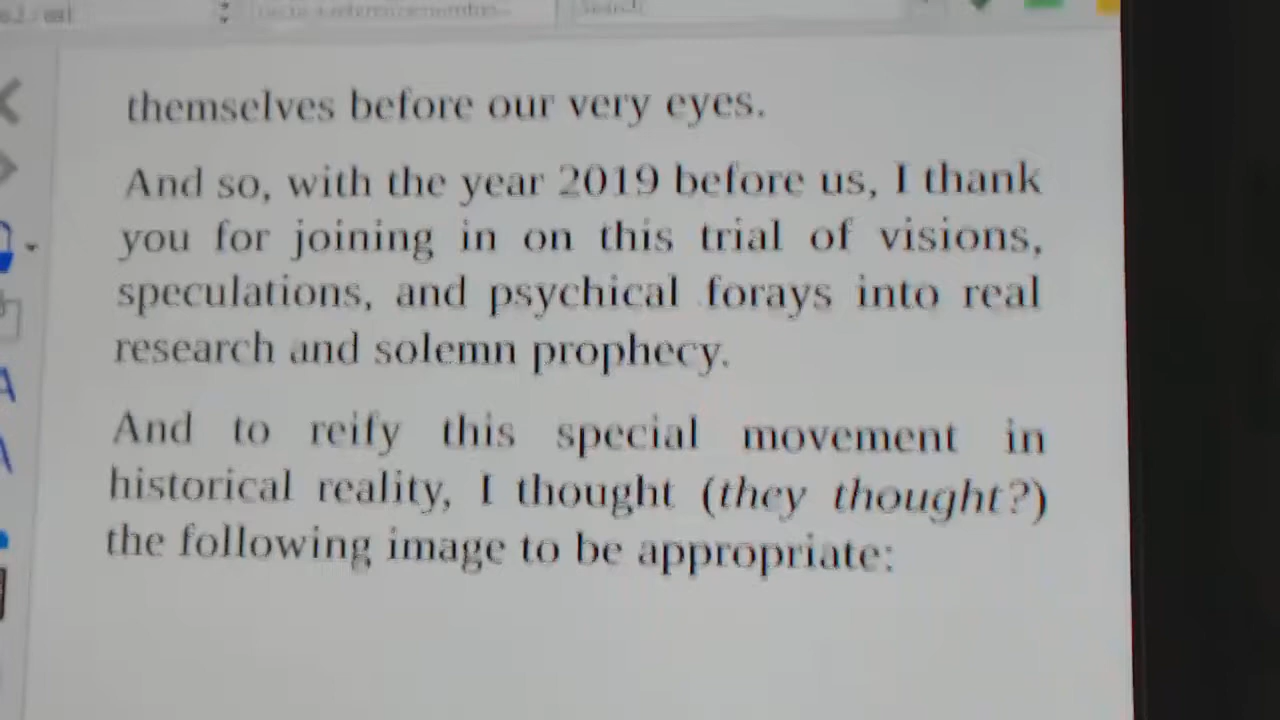 themselves before our very eyes.
And so, with the year 2019 before us, I thank
you for joining in on this trial of visions,
speculations, and psychical forays into real
research and solemn prophecy.
And to reify this special movement in
historical reality, I thought (they thought?)
the following image to be appropriate: